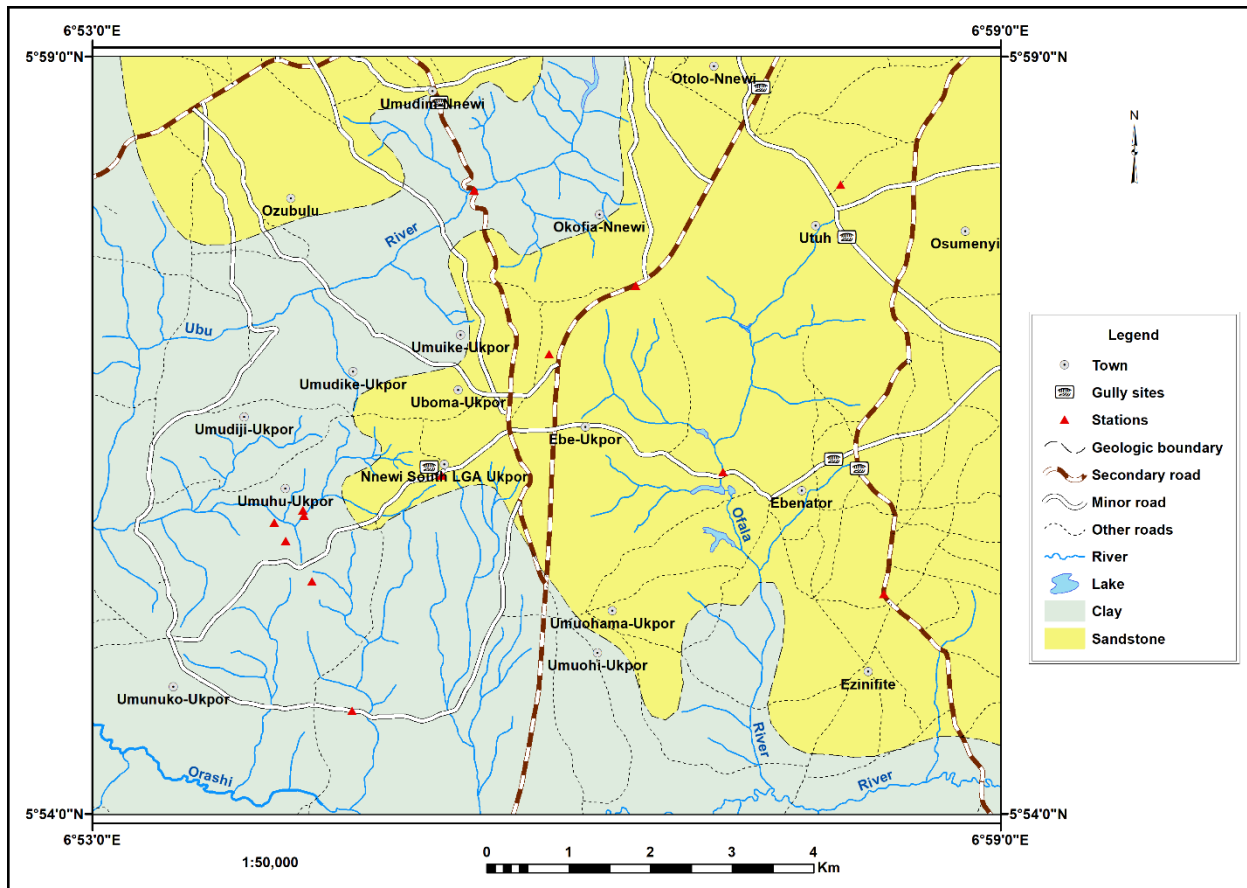 6°53'0"E
6°59'0"E
5°59'0"N
5°59'0"N
Otolo-Nnewi
Umudim-Nnewi
N
Ozubulu
Okofia-Nnewi
Utuh
Osumenyi
River
Ubu
Umuike-Ukpor
Umudike-Ukpor
Uboma-Ukpor
Umudiji-Ukpor
Ebe-Ukpor
Nnewi South LGA Ukpor
Umuhu-Ukpor
Ebenator
Ofala
Umuohama-Ukpor
Umuohi-Ukpor
Ezinifite
Umunuko-Ukpor
River
Orashi
River
Legend
Town
Gully sites
Stations
Geologic boundary
Secondary road
Minor road
Other roads
River
Lake
Clay
Sandstone
5°54'0"N
5°54'0"N
6°53'0"E
6°59'0"E
1:50,000
0 1 2 3 4
Km